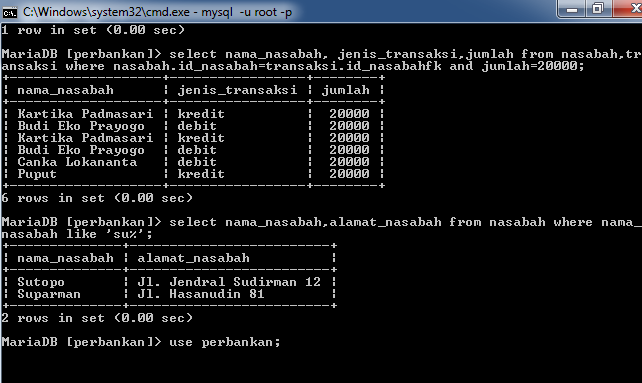 C:\Windows\system32\cmd.exe - mysql -u root -p
1 row in set (0.00 sec)
MariaDB [perbankan]> select nama_nasabah, jenis_transaksi,jumlah from nasabah,tr
ansaksi where nasabah.id_nasabah=transaksi.id_nasabahfk and jumlah=20000;
+-------------------+-----------------+--------+
| nama_nasabah | jenis_transaksi | jumlah |
+-------------------+-----------------+--------+
| Kartika Padmasari | kredit | 20000 |
| Budi Eko Prayogo | debit | 20000 |
| Kartika Padmasari | kredit | 20000 |
| Budi Eko Prayogo | debit | 20000 |
| Canka Lokananta | debit | 20000 |
| Puput | kredit | 20000 |
+-------------------+-----------------+--------+
6 rows in set (0.00 sec)
MariaDB [perbankan]> select nama_nasabah,alamat_nasabah from nasabah where nama_
nasabah like 'su%';
+--------------+-------------------------+
| nama_nasabah | alamat_nasabah |
+--------------+-------------------------+
| Sutopo | Jl. Jendral Sudirman 12 |
| Suparman | Jl. Hasanudin 81 |
+--------------+-------------------------+
2 rows in set (0.00 sec)
MariaDB [perbankan]> use perbankan;